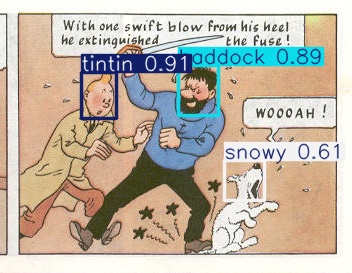 With one swift blow from his heel
he extinguished the fuse!
tintin 0.91
addock 0.89
WOOOAH!
snowy 0.61